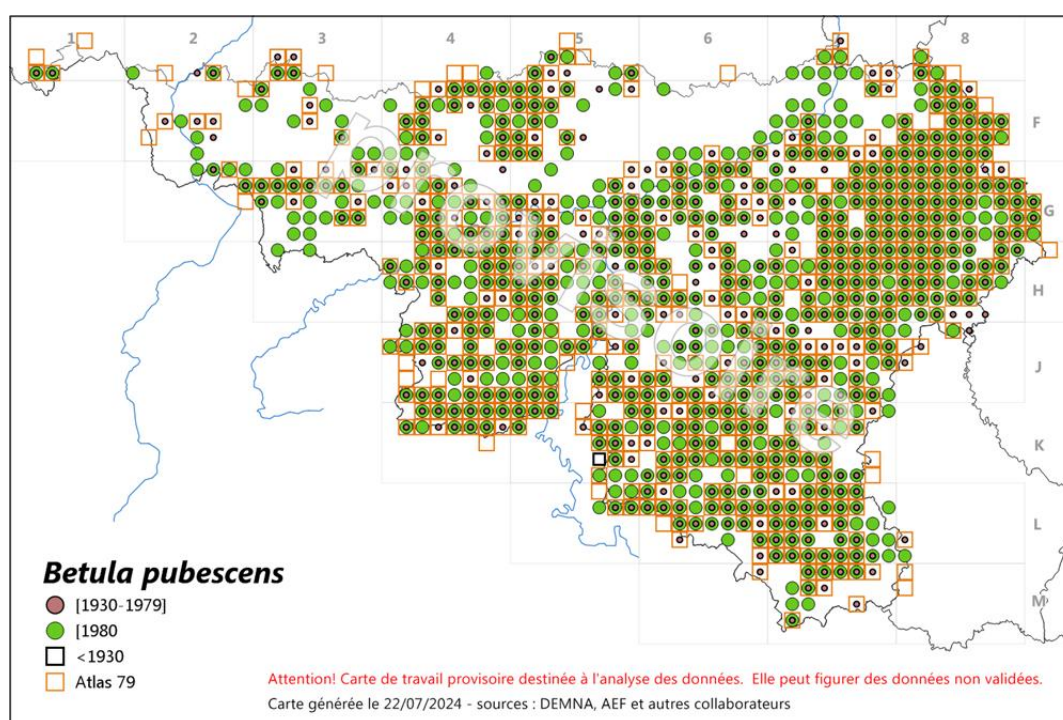 1 2 3 4 5 6 8
F
G
H
J
K
L
M
Betula pubescens
[1930-1979]
[1980
<1930
Atlas 79
Attention! Carte de travail provisoire destinée à l'analyse des données. Elle peut figurer des données non validées.
Carte générée le 22/07/2024 - sources : DEMNA, AEF et autres collaborateurs